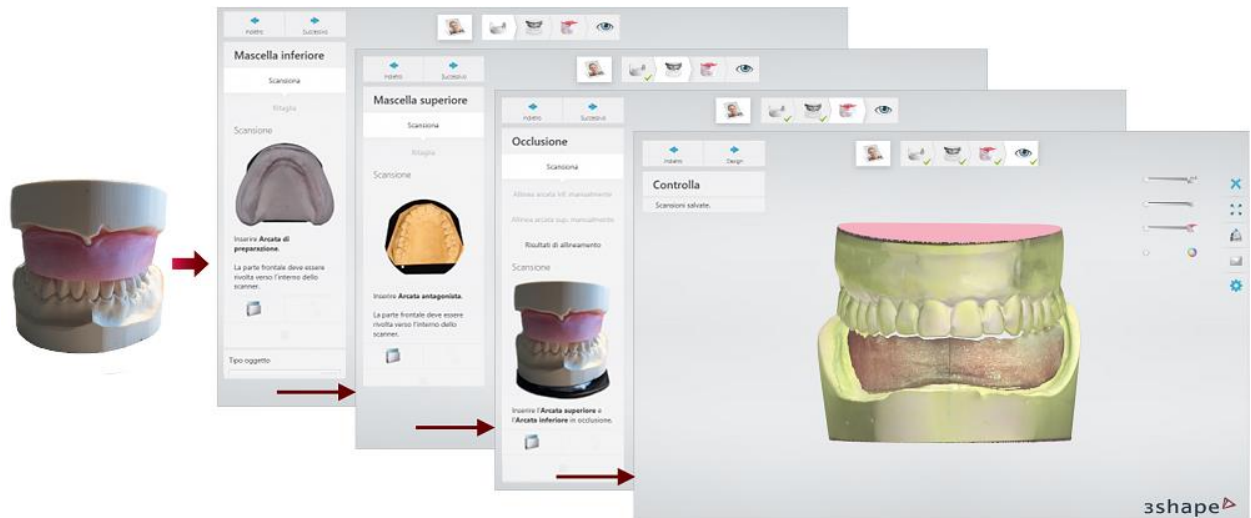 Indietro Successivo
Mascella inferiore
Scansiona
Ritaglia
Scansione
Inserire Arcata di
preparazione.
La parte frontale deve essere
rivolta verso l'interno dello
scanner.
Tipo oggetto
Indietro Successivo
Mascella superiore
Scansiona
Ritaglia
Scansione
Inserire Arcata antagonista.
La parte frontale deve essere
rivolta verso l'interno dello
scanner.
Indietro Successivo
Occlusione
Scansiona
Allinea arcata inf. manualmente
Allinea arcata sup. manualmente
Risultati di allineamento
Scansione
Inserire l'Arcata superiore e
l'Arcata inferiore in occlusione.
Indietro Design
Controlla
Scansioni salvate.
3shape